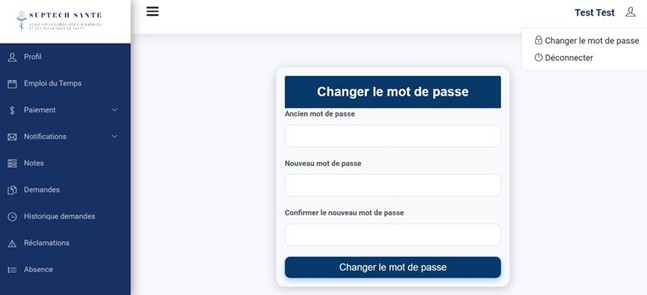 SUPTECH SANTE
Test Test
Changer le mot de passe
Déconnecter
Profil
Emploi du Temps
Paiement
Notifications
Notes
Demandes
Historique demandes
Réclamations
Absence
Changer le mot de passe
Ancien mot de passe
Nouveau mot de passe
Confirmer le nouveau mot de passe
Changer le mot de passe